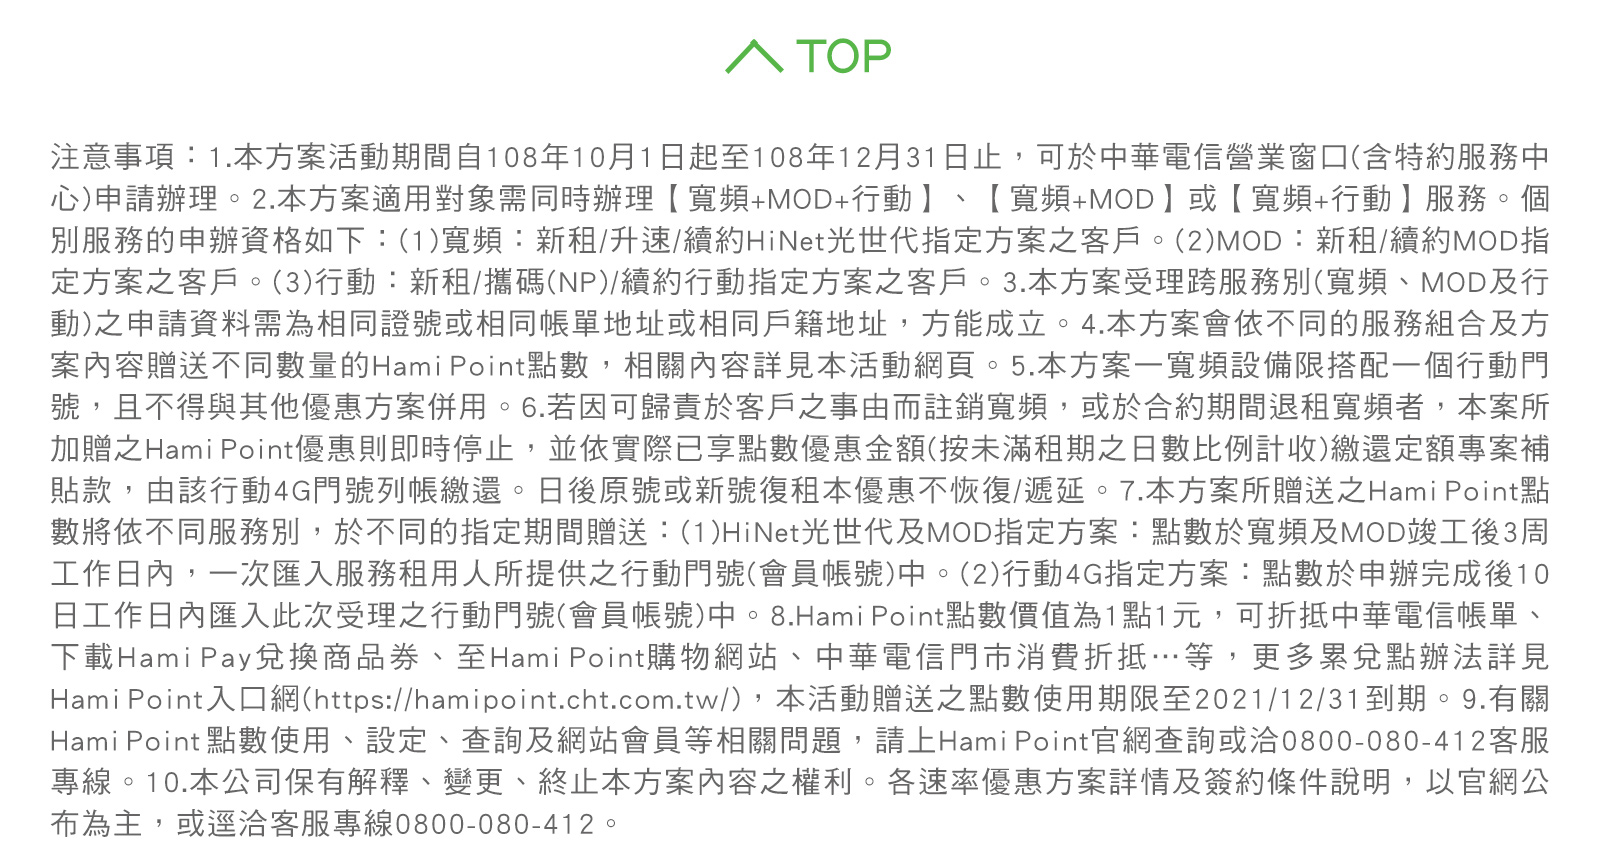 TOP
注意事項：1.本方案活動期間自108年10月1日起至108年12月31日止，可於中華電信營業窗口(含特約服務中
心)申請辦理。2.本方案適用對象需同時辦理【寬頻+MOD+行動】、【寬頻+MOD】或【寬頻+行動】服務。個
別服務的申辦資格如下：(1)寬頻：新租/升速/續約HiNet光世代指定方案之客戶。(2)MOD：新租/續約MOD指
定方案之客戶。(3)行動：新租/攜碼(NP)/續約行動指定方案之客戶。3.本方案受理跨服務別(寬頻、MOD及行
動)之申請資料需為相同證號或相同帳單地址或相同戶籍地址，方能成立。4.本方案會依不同的服務組合及方
案內容贈送不同數量的Hami Point點數，相關內容詳見本活動網頁。5.本方案一寬頻設備限搭配一個行動門
號，且不得與其他優惠方案併用。6.若因可歸責於客戶之事由而註銷寬頻，或於合約期間退租寬頻者，本案所
加贈之Hami Point優惠則即時停止，並依實際已享點數優惠金額(按未滿租期之日數比例計收)繳還定額專案補
貼款，由該行動4G門號列帳繳還。日後原號或新號復租本優惠不恢復/遞延。7.本方案所贈送之Hami Point點
數將依不同服務別，於不同的指定期間贈送：(1)HiNet光世代及MOD指定方案：點數於寬頻及MOD竣工後3周
工作日內，一次匯入服務租用人所提供之行動門號(會員帳號)中。(2)行動4G指定方案：點數於申辦完成後10
日工作日內匯入此次受理之行動門號(會員帳號)中。8.Hami Point點數價值為1點1元，可折抵中華電信帳單、
下載Hami Pay兌換商品券、至Hami Point購物網站、中華電信門市消費折抵…等，更多累兌點辦法詳見
Hami Point入口網(https://hamipoint.cht.com.tw/)，本活動贈送之點數使用期限至2021/12/31到期。9.有關
Hami Point點數使用、設定、查詢及網站會員等相關問題，請上Hami Point官網查詢或洽0800-080-412客服
專線。10.本公司保有解釋、變更、終止本方案內容之權利。各速率優惠方案詳情及簽約條件說明，以官網公
布為主，或逕洽客服專線0800-080-412。